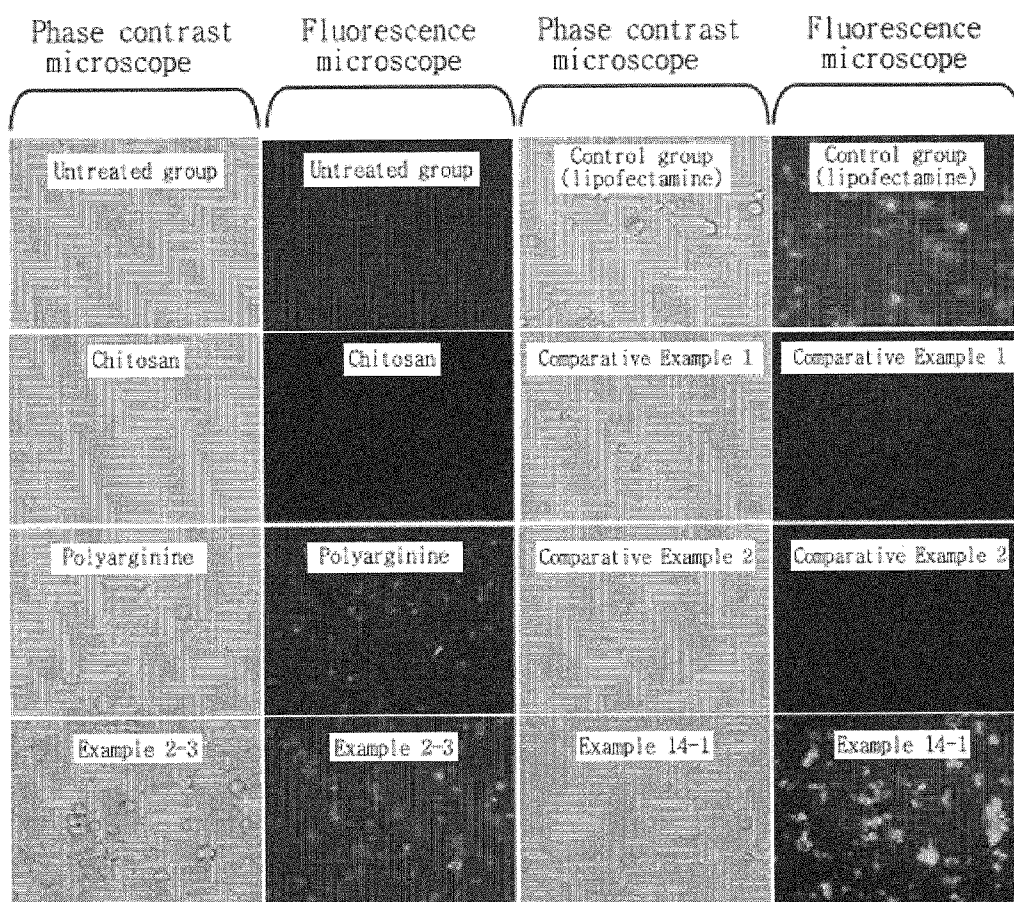 Phase contrast
microscope
Fluorescence
microscope
Phase contrast
microscope
Fluorescence
microscope
Untreated group
Untreated group
Control group
(lipofectamine)
Control group
(lipofectamine)
Chitosan
Chitosan
Comparative Example 1
Comparative Example 1
Polyarginine
Polyarginine
Comparative Example 2
Comparative Example 2
Example 2-3
Example 2-3
Example 14-1
Example 14-1